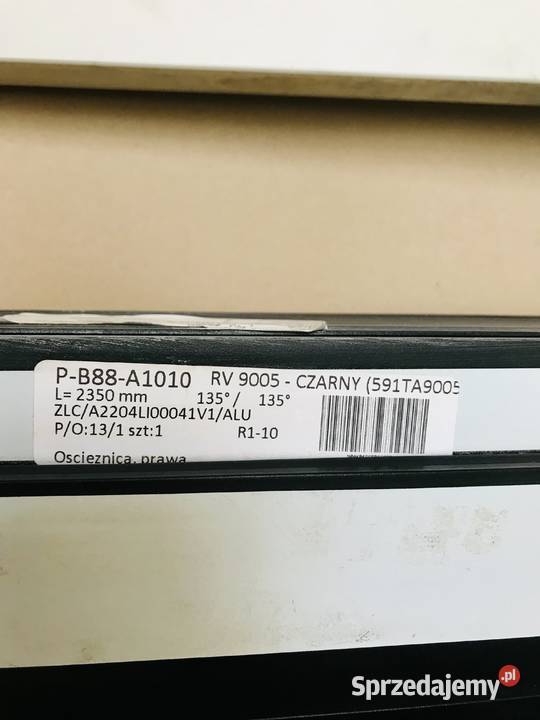 P-B88-A1010 RV 9005 - CZARNY (591TA9005
L= 2350 mm 135°/ 135°
ZLC/A2204LI00041V1/ALU
P/O:13/1 szt:1 R1-10
Oscieznica, prawa
Sprzedajemy.pl